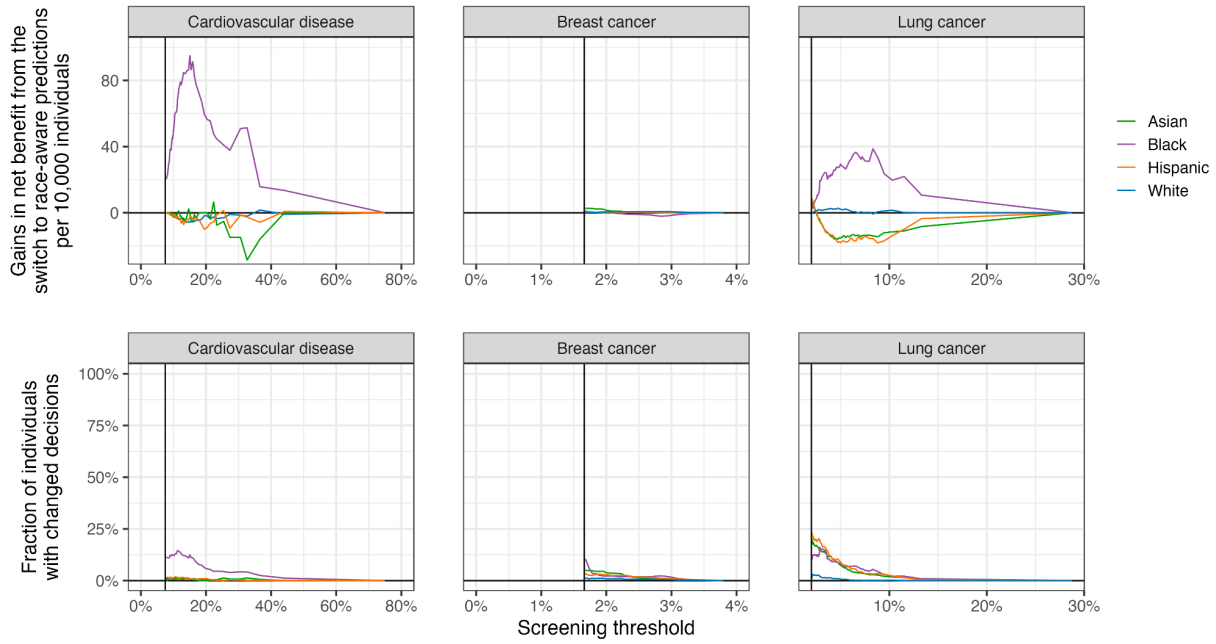 Cardiovascular disease
Breast cancer
Lung cancer
Gains in net benefit from the
switch to race-aware predictions
per 10,000 individuals
80
40
0
0% 20% 40% 60% 80%
0% 1% 2% 3% 4%
10% 20% 30%
Asian
Black
Hispanic
White
Cardiovascular disease
Breast cancer
Lung cancer
Fraction of individuals
with changed decisions
100%
75%
50%
25%
0%
0% 20% 40% 60% 80%
0% 1% 2% 3% 4%
10% 20% 30%
Screening threshold